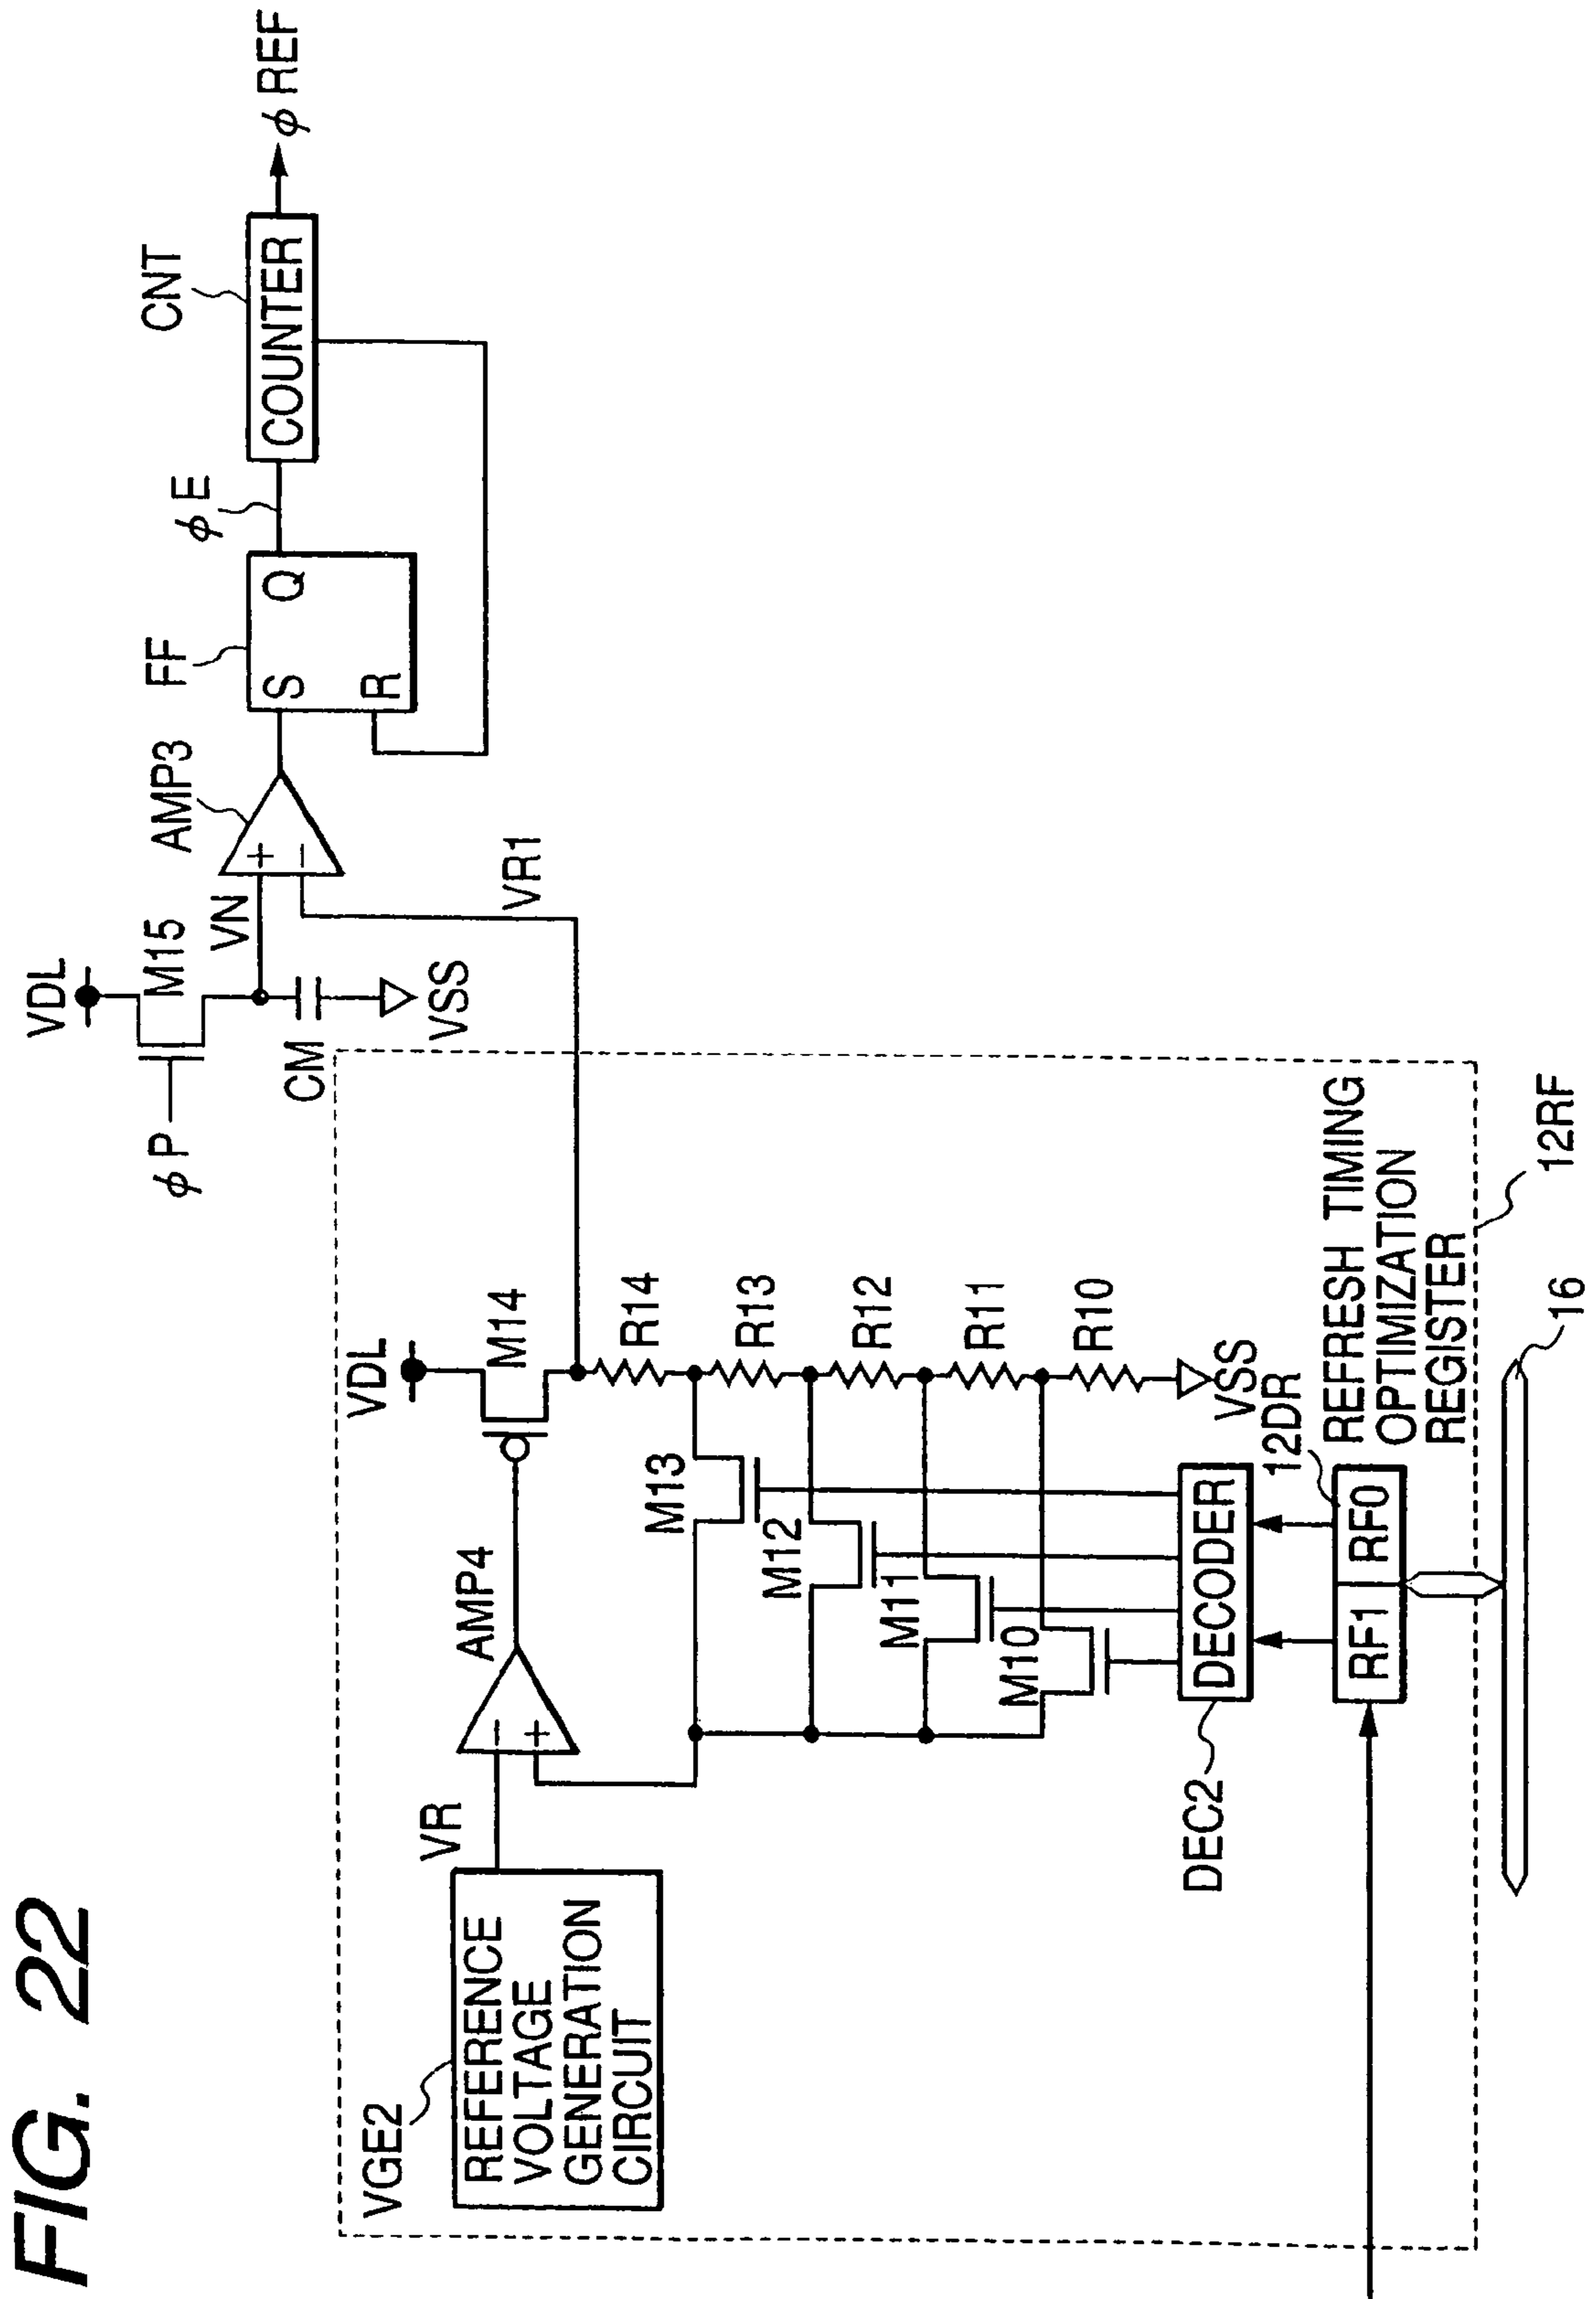 FIG. 22
VGE2
REFERENCE
VOLTAGE
GENERATION
CIRCUIT
VR
−
+
AMP4
VDL
M14
R14
R13
R12
R11
R10
VSS
M13
M12
M11
M10
DEC2
DECODER
12DR
RF1
RF0
REFRESH TIMING
OPTIMIZATION
REGISTER
12RF
16
φP
VDL
M15
VN
CM
VSS
VR1
AMP3
+
−
FF
S
Q
R
φE
CNT
COUNTER
φREF